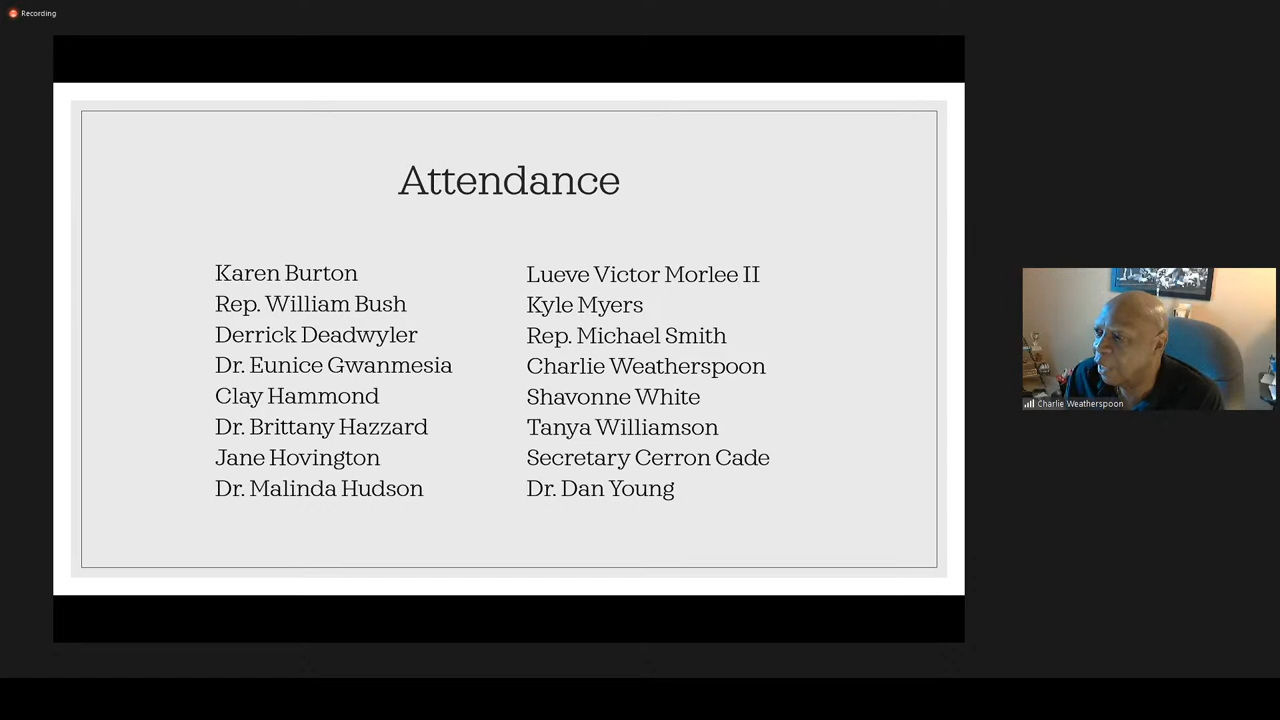 Recording
Attendance
Karen Burton
Rep. William Bush
Derrick Deadwyler
Dr. Eunice Gwanmesia
Clay Hammond
Dr. Brittany Hazzard
Jane Hovington
Dr. Malinda Hudson
Lueve Victor Morlee II
Kyle Myers
Rep. Michael Smith
Charlie Weatherspoon
Shavonne White
Tanya Williamson
Secretary Cerron Cade
Dr. Dan Young
Charlie Weatherspoon